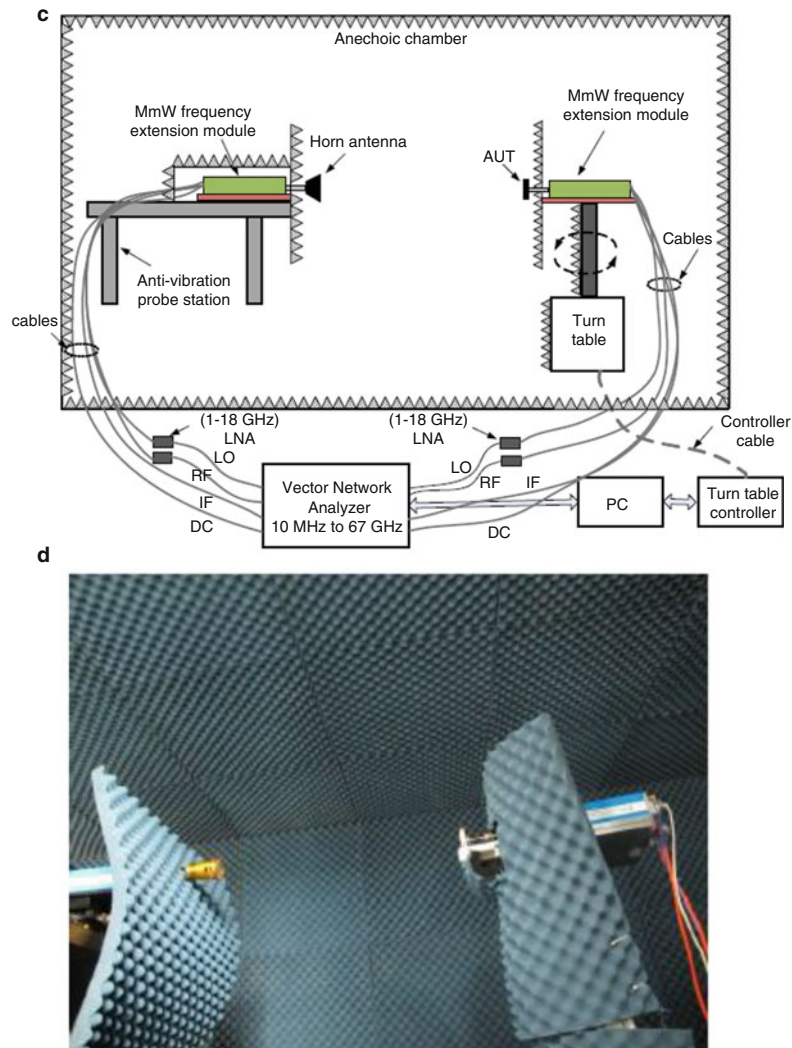 c
Anechoic chamber
MmW frequency
extension module
Horn antenna
MmW frequency
extension module
AUT
Cables
Anti-vibration
probe station
Turn
table
cables
(1-18 GHz)
LNA
(1-18 GHz)
LNA
Controller
cable
LO
RF
IF
DC
Vector Network
Analyzer
10 MHz to 67 GHz
LO
RF
IF
DC
PC
Turn table
controller
d